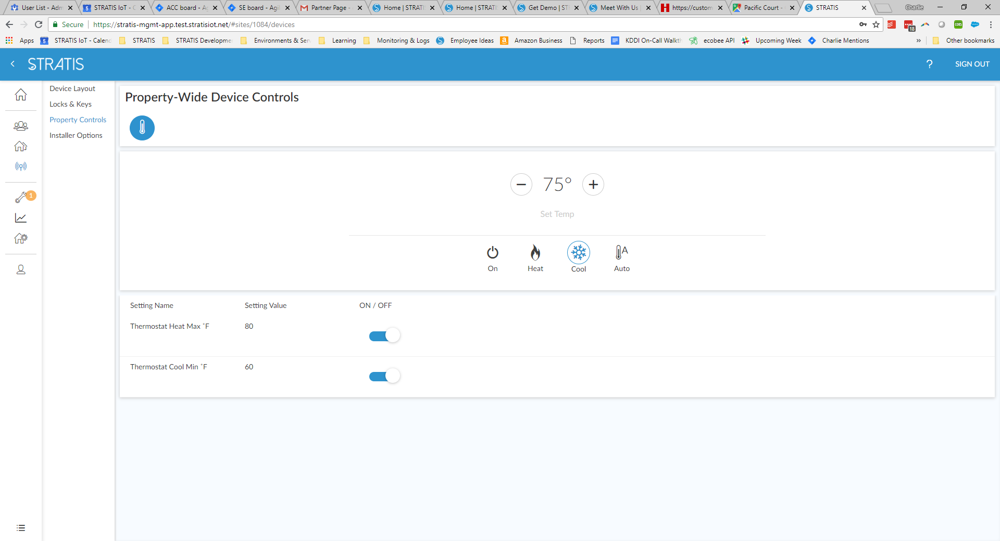 User List - Adm
STRATIS IoT - C
ACC board - Ag
SE board - Agil
Partner Page -
Home | STRATI
Home | STRATI
Get Demo | ST
Meet With Us |
https://custom
Pacific Court -
STRATIS
Charlie
Secure
https://stratis-mgmt-app.test.stratisiot.net/#sites/1084/devices
18
CORS
Apps
5
STRATIS IoT - Calenc
STRATIS
STRATIS Developme
Environments & Ser
Learning
Monitoring & Logs
Employee Ideas
Amazon Business
Reports
KDDI On-Call Walkth
ecobee API
Upcoming Week
Charlie Mentions
»
Other bookmarks
STRATIS
?
SIGN OUT
1
Device Layout
Locks & Keys
Property Controls
Installer Options
Property-Wide Device Controls
− 75° +
Set Temp
On
Heat
Cool
A
Auto
Setting Name Setting Value ON / OFF
Thermostat Heat Max °F 80
Thermostat Cool Min °F 60